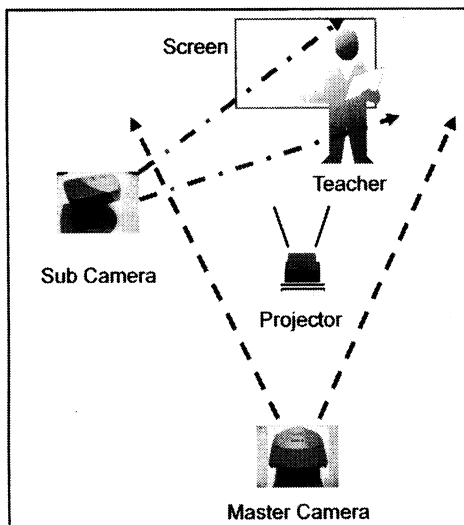 Screen
Teacher
Sub Camera
Projector
Master Camera